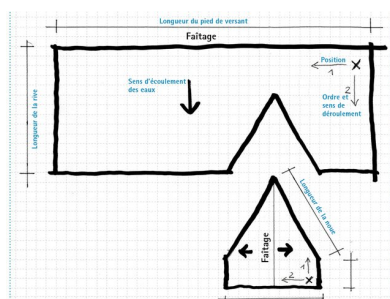 Longueur du pied de versant
Faîtage
Longueur de la rive
Sens d'écoulement
des eaux
Position
1
2
Ordre et
sens de
déroulement
Longueur de la noue
Faîtage
1
2